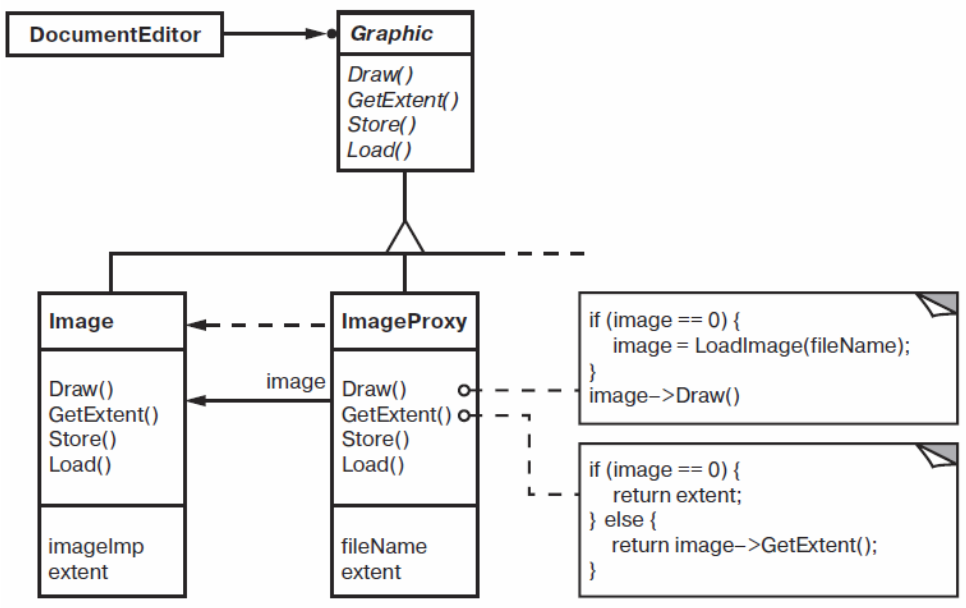 DocumentEditor
Graphic
Draw()
GetExtent()
Store()
Load()
Image
Draw()
GetExtent()
Store()
Load()
imageImp
extent
image
ImageProxy
Draw()
GetExtent()
Store()
Load()
fileName
extent
if (image == 0) {
image = LoadImage(fileName);
}
image->Draw()
if (image == 0) {
return extent;
} else {
return image->GetExtent();
}